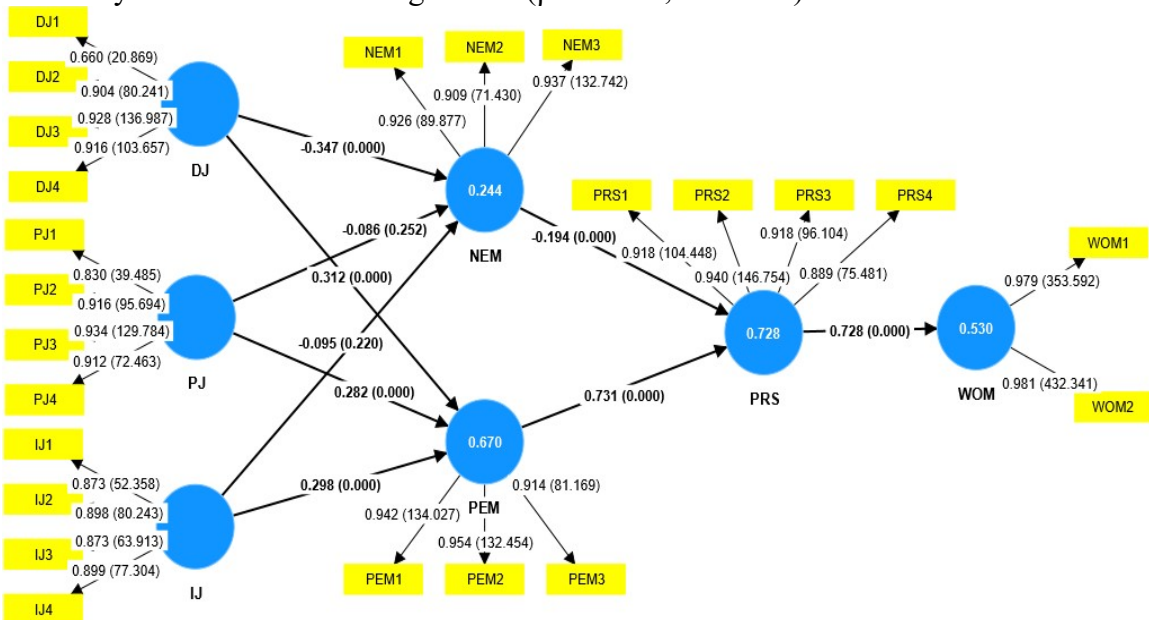 DJ1
0.660 (20.869)
DJ2
0.904 (80.241)
0.928 (136.987)
DJ3
0.916 (103.657)
DJ4
DJ
PJ1
0.830 (39.485)
PJ2
0.916 (95.694)
0.934 (129.784)
PJ3
0.912 (72.463)
PJ4
PJ
IJ1
0.873 (52.358)
IJ2
0.898 (80.243)
0.873 (63.913)
IJ3
0.899 (77.304)
IJ4
IJ
-0.347 (0.000)
-0.086 (0.252)
0.312 (0.000)
-0.095 (0.220)
0.282 (0.000)
0.298 (0.000)
NEM1
NEM2
NEM3
0.926 (89.877)
0.909 (71.430)
0.937 (132.742)
0.244
NEM
0.670
PEM
0.942 (134.027)
0.954 (132.454)
0.914 (81.169)
PEM1
PEM2
PEM3
-0.194 (0.000)
0.731 (0.000)
PRS1
PRS2
PRS3
PRS4
0.918 (104.448)
0.940 (146.754)
0.918 (96.104)
0.889 (75.481)
0.728
PRS
0.728 (0.000)
0.530
WOM
WOM1
0.979 (353.592)
0.981 (432.341)
WOM2